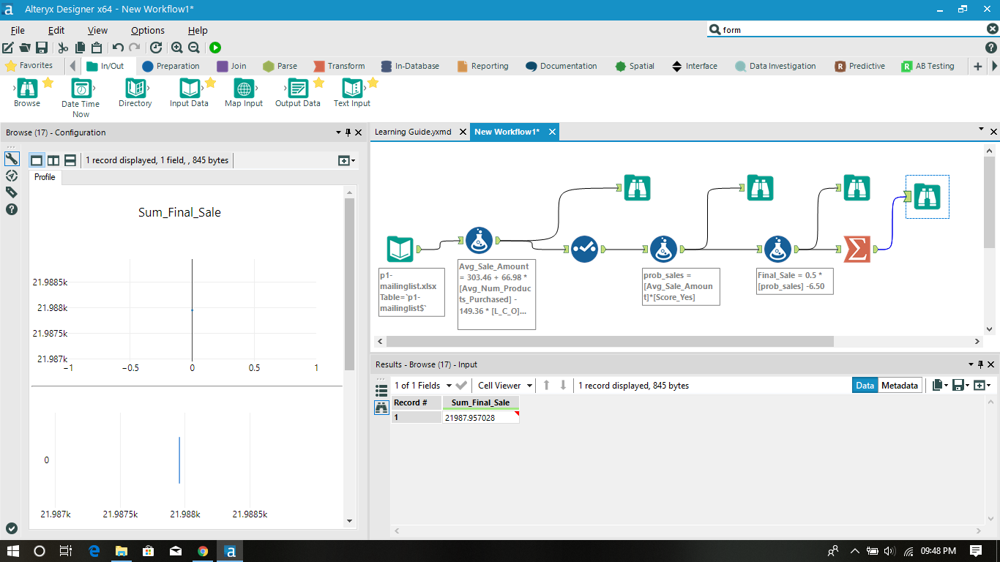 Alteryx Designer x64 - New Workflow1*
File Edit View Options Help
form
Favorites In/Out Preparation Join Parse Transform In-Database Reporting Documentation Spatial Interface Data Investigation Predictive AB Testing
Browse Date Time Now Directory Input Data Map Input Output Data Text Input
Browse (17) - Configuration
1 record displayed, 1 field, , 845 bytes
Profile
Sum_Final_Sale
21.9885k
21.988k
21.9875k
21.987k
−1 −0.5 0 0.5 1
0
21.987k 21.9875k 21.988k 21.9885k
Learning Guide.yxmd New Workflow1*
p1-
mailinglist.xlsx
Table=`p1-
mailinglist$`
Avg_Sale_Amount
= 303.46 + 66.98 *
[Avg_Num_Produc
ts_Purchased] -
149.36 * [L_C_O]...
prob_sales =
[Avg_Sale_Amoun
t]*[Score_Yes]
Final_Sale = 0.5 *
[prob_sales] -6.50
Results - Browse (17) - Input
1 of 1 Fields Cell Viewer 1 record displayed, 845 bytes Data Metadata
Record # Sum_Final_Sale
1 21987.957028
09:48 PM